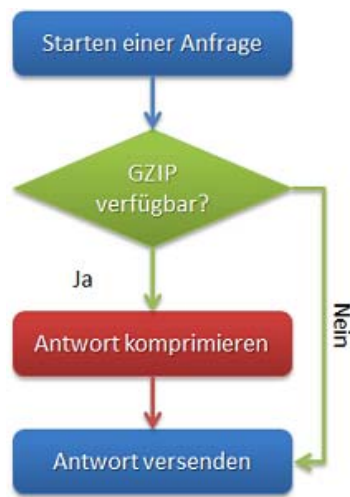 Starten einer Anfrage
GZIP
verfügbar?
Ja
Nein
Antwort komprimieren
Antwort versenden